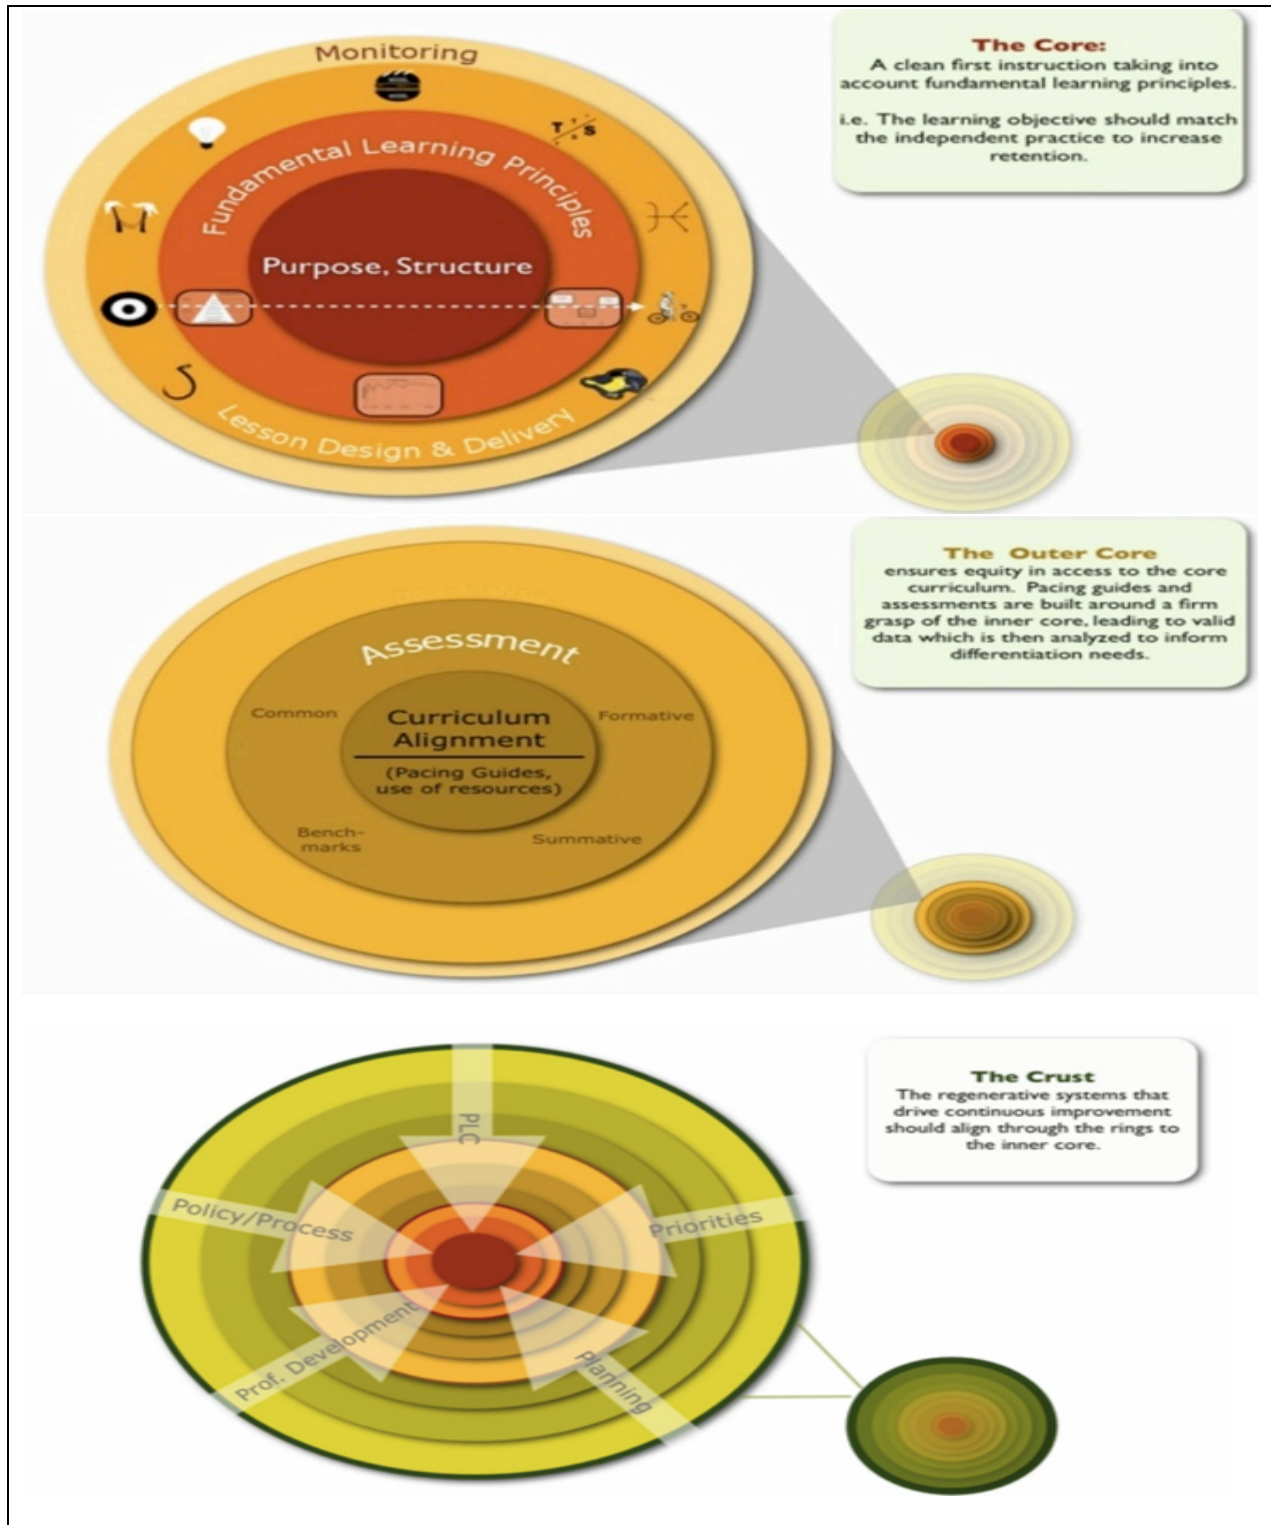 Monitoring
Fundamental Learning Principles
Purpose, Structure
Lesson Design & Delivery
The Core:
A clean first instruction taking into
account fundamental learning principles.
i.e. The learning objective should match
the independent practice to increase
retention.
Assessment
Common
Formative
Curriculum
Alignment
(Pacing Guides,
use of resources)
Bench-
marks
Summative
The Outer Core
ensures equity in access to the core
curriculum. Pacing guides and
assessments are built around a firm
grasp of the inner core, leading to valid
data which is then analyzed to inform
differentiation needs.
PLC
Policy/Process
Priorities
Prof. Development
Planning
The Crust
The regenerative systems that
drive continuous improvement
should align through the rings to
the inner core.